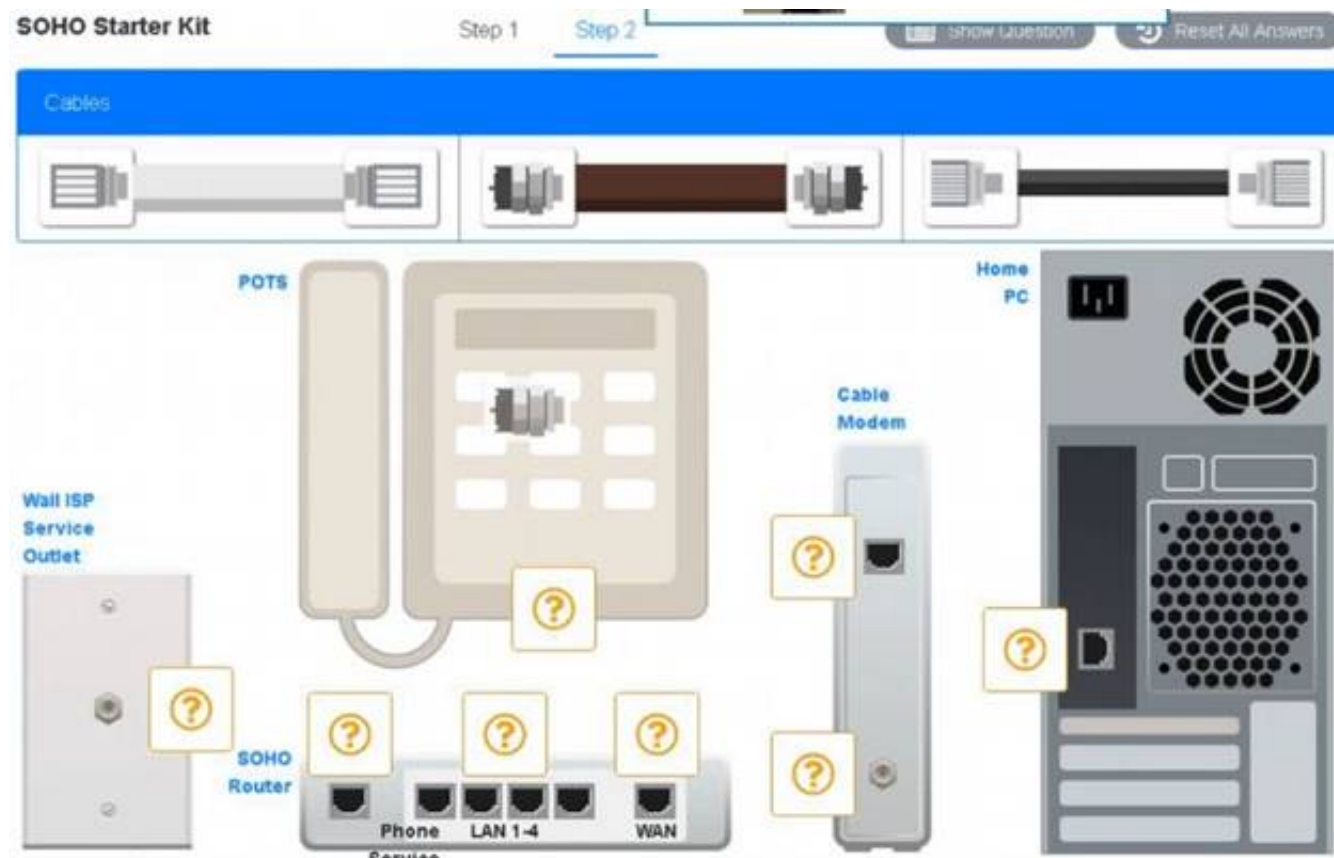 SOHO Starter Kit
Step 1
Step 2
Show Question
Reset All Answers
Cables
POTS
Home
PC
Cable
Modem
Wall ISP
Service
Outlet
?
?
?
?
?
?
?
?
SOHO
Router
Phone
LAN 1-4
WAN
Service